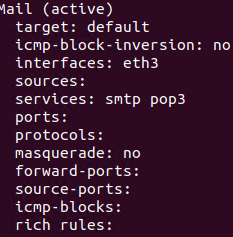 Mail (active)
target: default
icmp-block-inversion: no
interfaces: eth3
sources:
services: smtp pop3
ports:
protocols:
masquerade: no
forward-ports:
source-ports:
icmp-blocks:
rich rules: